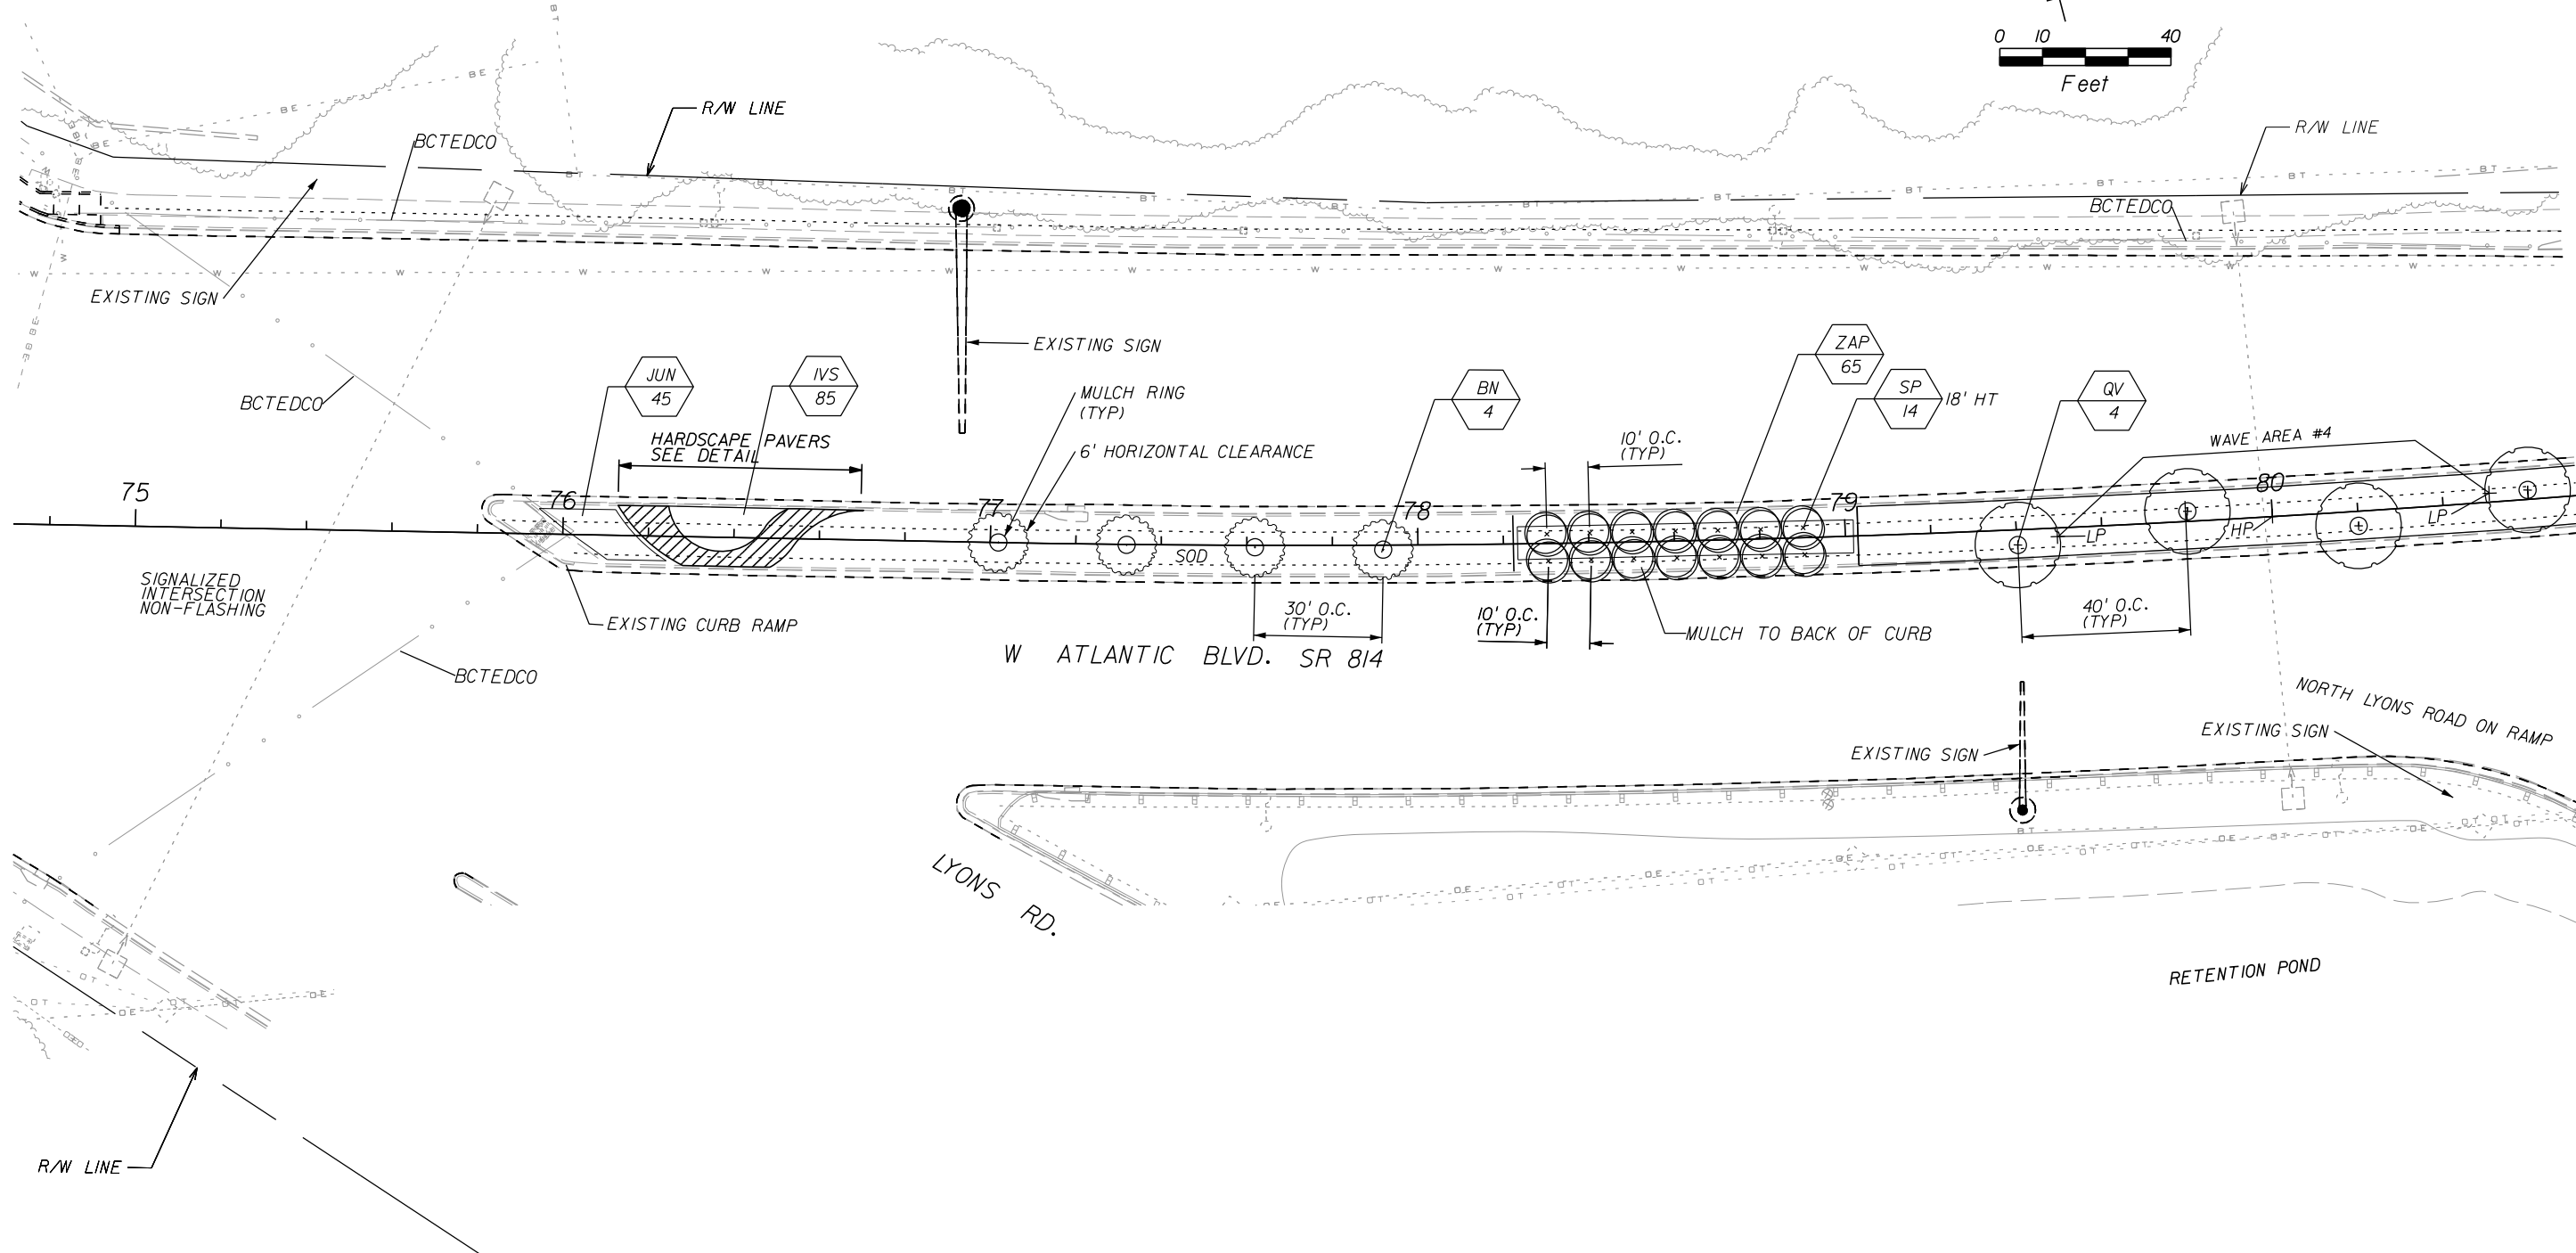 0 10 40
Feet
R/W LINE
R/W LINE
BCTEDCO
BCTEDCO
EXISTING SIGN
EXISTING SIGN
BCTEDCO
JUN
45
IVS
85
HARDSCAPE PAVERS
SEE DETAIL
MULCH RING
(TYP)
6' HORIZONTAL CLEARANCE
BN
4
10' O.C.
(TYP)
ZAP
65
SP
14
18' HT
QV
4
WAVE AREA #4
75
76
77
78
79
80
SOD
LP
HP
LP
SIGNALIZED
INTERSECTION
NON-FLASHING
EXISTING CURB RAMP
30' O.C.
(TYP)
10' O.C.
(TYP)
MULCH TO BACK OF CURB
40' O.C.
(TYP)
W ATLANTIC BLVD. SR 814
BCTEDCO
NORTH LYONS ROAD ON RAMP
EXISTING SIGN
EXISTING SIGN
LYONS RD.
RETENTION POND
R/W LINE